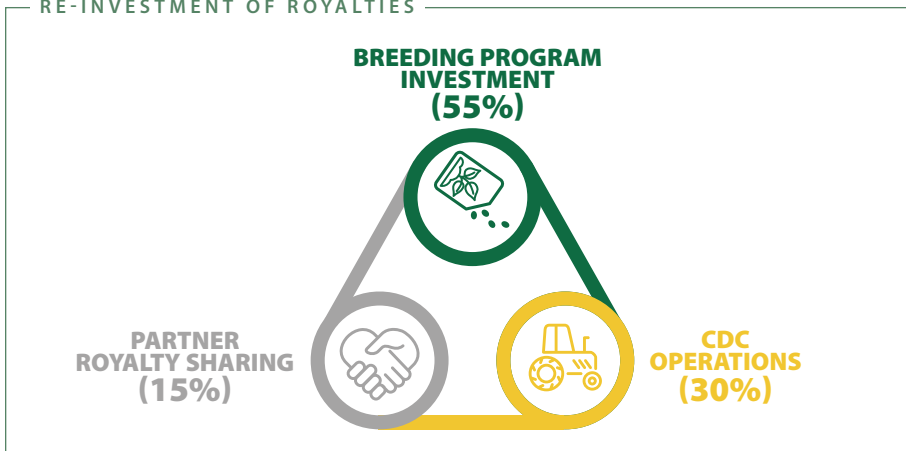 RE-INVESTMENT OF ROYALTIES
BREEDING PROGRAM
INVESTMENT
(55%)
PARTNER
ROYALTY SHARING
(15%)
CDC
OPERATIONS
(30%)